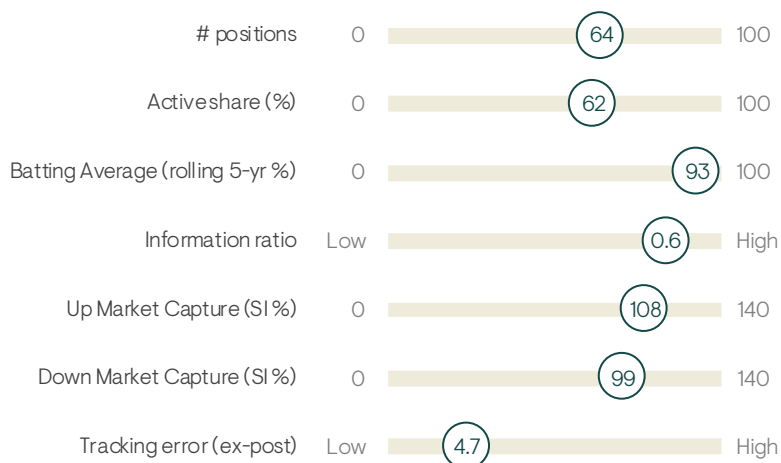 # positions 0 64 100
Active share (%) 0 62 100
Batting Average (rolling 5-yr %) 0 93 100
Information ratio Low 0.6 High
Up Market Capture (SI %) 0 108 140
Down Market Capture (SI %) 0 99 140
Tracking error (ex-post) Low 4.7 High